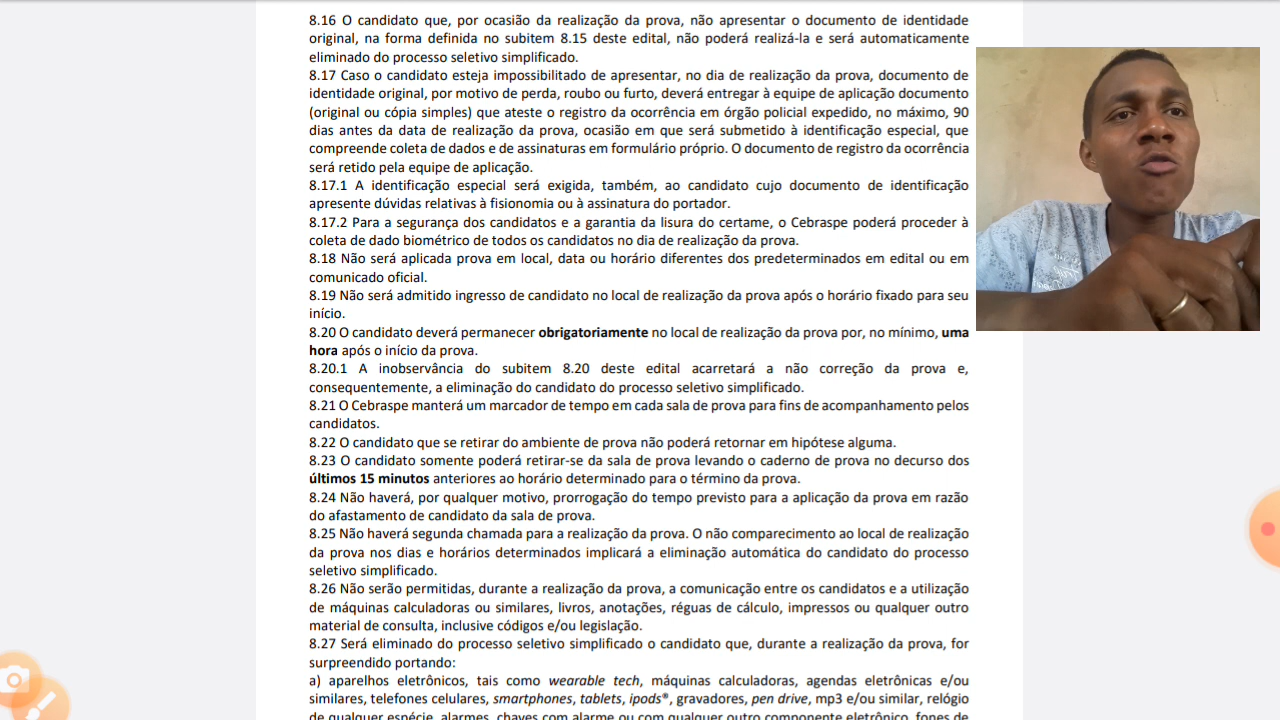 8.16 O candidato que, por ocasião da realização da prova, não apresentar o documento de identidade
original, na forma definida no subitem 8.15 deste edital, não poderá realizá-la e será automaticamente
eliminado do processo seletivo simplificado.
8.17 Caso o candidato esteja impossibilitado de apresentar, no dia de realização da prova, documento de
identidade original, por motivo de perda, roubo ou furto, deverá entregar à equipe de aplicação documento
(original ou cópia simples) que ateste o registro da ocorrência em órgão policial expedido, no máximo, 90
dias antes da data de realização da prova, ocasião em que será submetido à identificação especial, que
compreende coleta de dados e de assinaturas em formulário próprio. O documento de registro da ocorrência
será retido pela equipe de aplicação.
8.17.1 A identificação especial será exigida, também, ao candidato cujo documento de identificação
apresente dúvidas relativas à fisionomia ou à assinatura do portador.
8.17.2 Para a segurança dos candidatos e a garantia da lisura do certame, o Cebraspe poderá proceder à
coleta de dado biométrico de todos os candidatos no dia de realização da prova.
8.18 Não será aplicada prova em local, data ou horário diferentes dos predeterminados em edital ou em
comunicado oficial.
8.19 Não será admitido ingresso de candidato no local de realização da prova após o horário fixado para seu
início.
8.20 O candidato deverá permanecer obrigatoriamente no local de realização da prova por, no mínimo, uma
hora após o início da prova.
8.20.1 A inobservância do subitem 8.20 deste edital acarretará a não correção da prova e,
consequentemente, a eliminação do candidato do processo seletivo simplificado.
8.21 O Cebraspe manterá um marcador de tempo em cada sala de prova para fins de acompanhamento pelos
candidatos.
8.22 O candidato que se retirar do ambiente de prova não poderá retornar em hipótese alguma.
8.23 O candidato somente poderá retirar-se da sala de prova levando o caderno de prova no decurso dos
últimos 15 minutos anteriores ao horário determinado para o término da prova.
8.24 Não haverá, por qualquer motivo, prorrogação do tempo previsto para a aplicação da prova em razão
do afastamento de candidato da sala de prova.
8.25 Não haverá segunda chamada para a realização da prova. O não comparecimento ao local de realização
da prova nos dias e horários determinados implicará a eliminação automática do candidato do processo
seletivo simplificado.
8.26 Não serão permitidas, durante a realização da prova, a comunicação entre os candidatos e a utilização
de máquinas calculadoras ou similares, livros, anotações, réguas de cálculo, impressos ou qualquer outro
material de consulta, inclusive códigos e/ou legislação.
8.27 Será eliminado do processo seletivo simplificado o candidato que, durante a realização da prova, for
surpreendido portando:
a) aparelhos eletrônicos, tais como wearable tech, máquinas calculadoras, agendas eletrônicas e/ou
similares, telefones celulares, smartphones, tablets, ipods®, gravadores, pen drive, mp3 e/ou similar, relógio
de qualquer espécie, alarmes, chaves com alarme ou com qualquer outro componente eletrônico, fones de